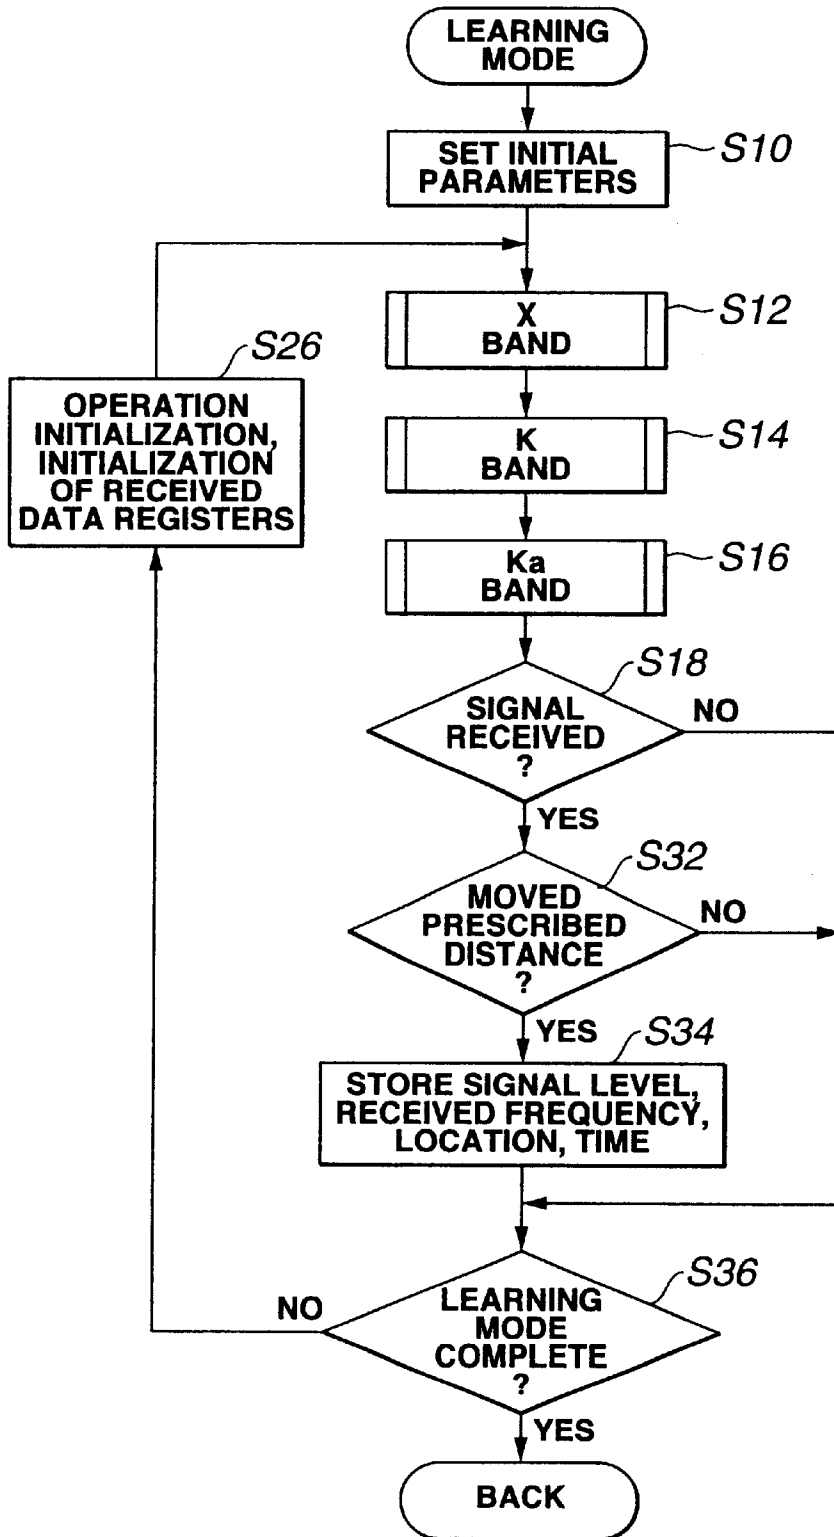 LEARNING
MODE
SET INITIAL
PARAMETERS
S10
X
BAND
S12
S26
OPERATION
INITIALIZATION,
INITIALIZATION
OF RECEIVED
DATA REGISTERS
K
BAND
S14
Ka
BAND
S16
S18
SIGNAL
RECEIVED
?
NO
YES
S32
MOVED
PRESCRIBED
DISTANCE
?
NO
YES
S34
STORE SIGNAL LEVEL,
RECEIVED FREQUENCY,
LOCATION, TIME
S36
NO
LEARNING
MODE
COMPLETE
?
YES
BACK